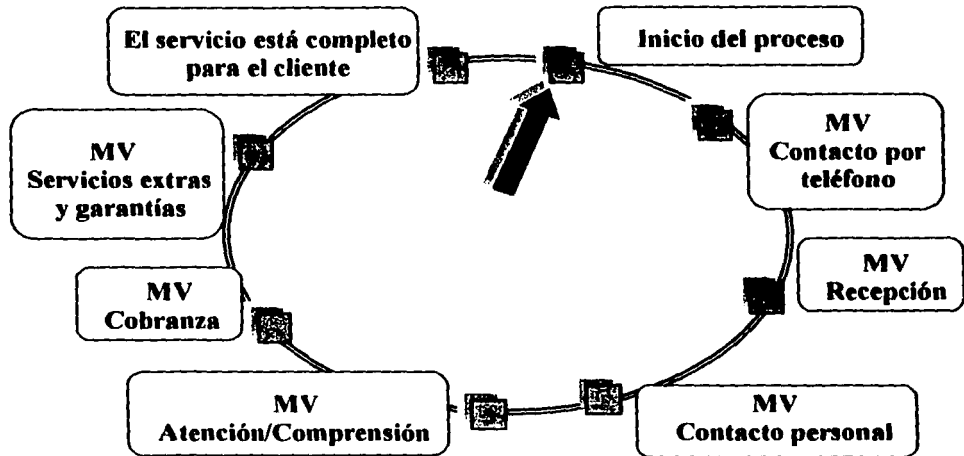 Inicio del proceso
MV
Contacto por
teléfono
MV
Recepción
MV
Contacto personal
MV
Atención/Comprensión
MV
Cobranza
MV
Servicios extras
y garantías
El servicio está completo
para el cliente